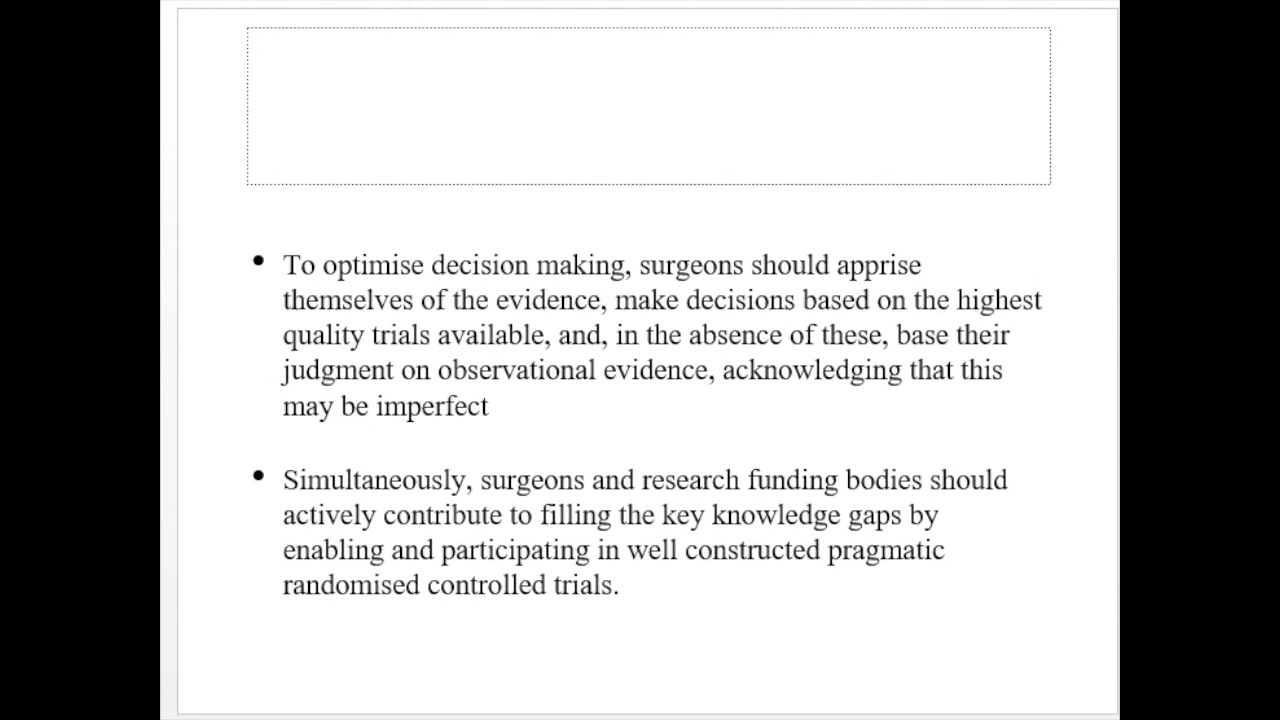 • To optimise decision making, surgeons should apprise
themselves of the evidence, make decisions based on the highest
quality trials available, and, in the absence of these, base their
judgment on observational evidence, acknowledging that this
may be imperfect
• Simultaneously, surgeons and research funding bodies should
actively contribute to filling the key knowledge gaps by
enabling and participating in well constructed pragmatic
randomised controlled trials.